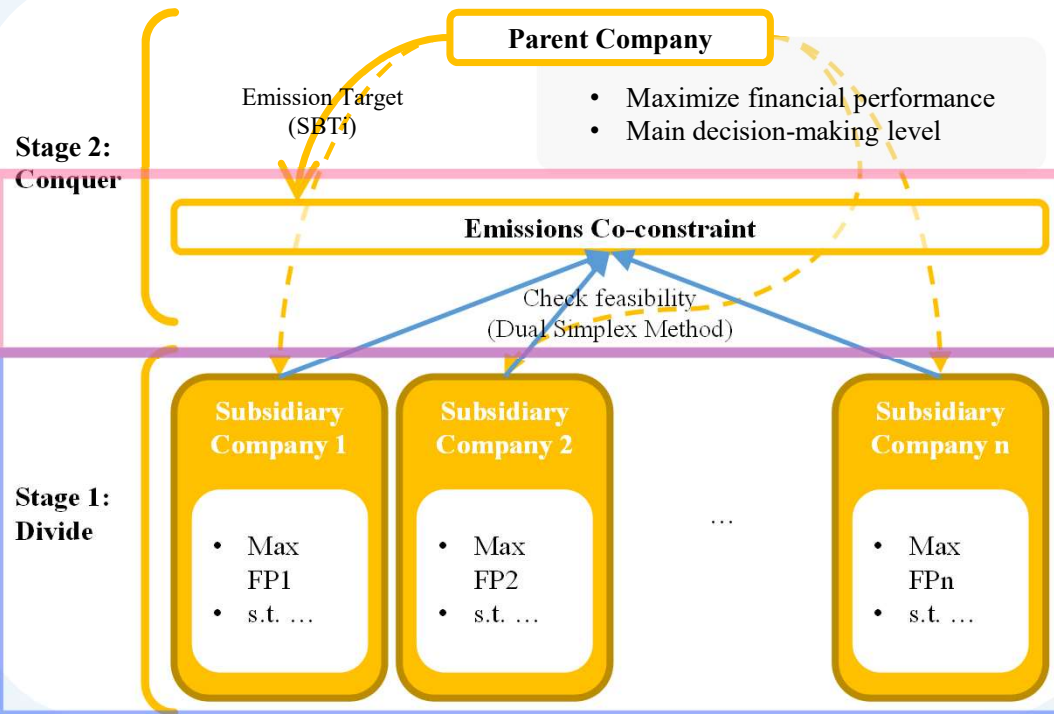 Parent Company
Emission Target
(SBTi)
• Maximize financial performance
• Main decision-making level
Stage 2:
Conquer
Emissions Co-constraint
Check feasibility
(Dual Simplex Method)
Stage 1:
Divide
Subsidiary
Company 1
• Max
FP1
• s.t. …
Subsidiary
Company 2
• Max
FP2
• s.t. …
…
Subsidiary
Company n
• Max
FPn
• s.t. …